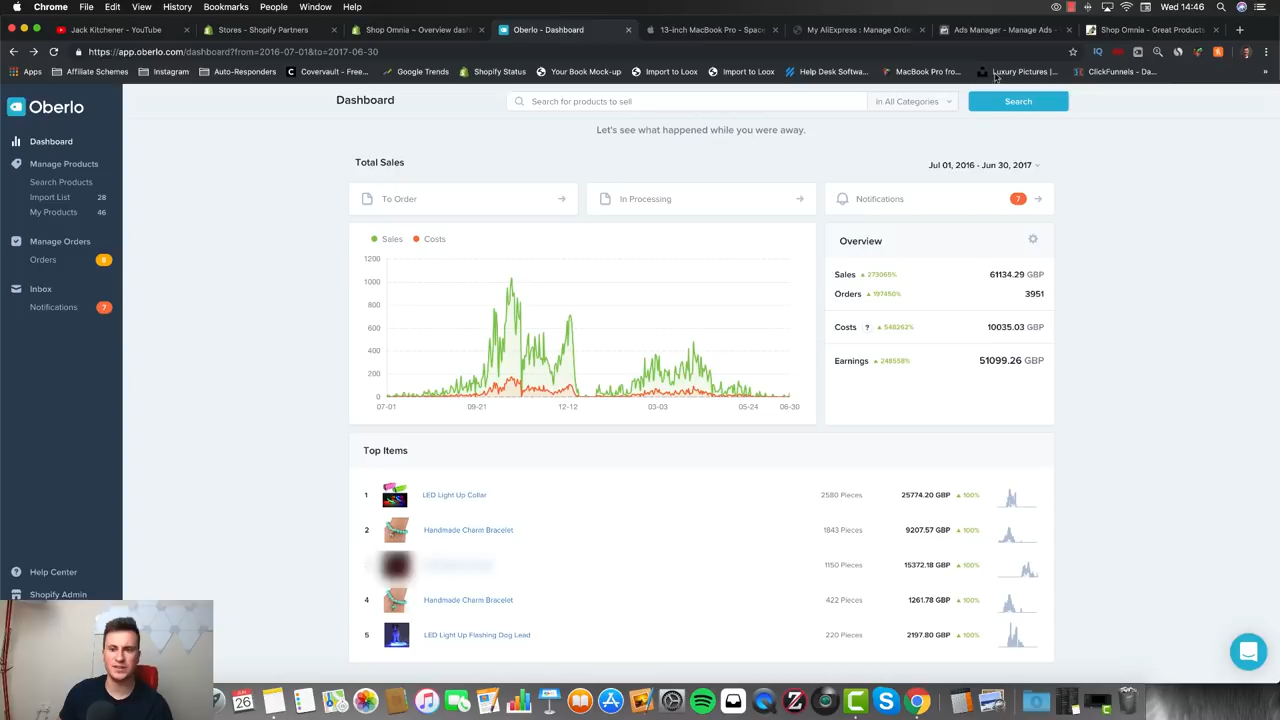 Chrome File Edit View History Bookmarks People Window Help Thu 14:46
Jack Kitchener - YouTube
Stores - Shopify Partners
Shop Omnia ~ Overview dash
Oberlo - Dashboard
13-inch MacBook Pro - Space
My AliExpress : Manage Order
Ads Manager - Manage Ads -
Shop Omnia - Great Products,
https://app.oberlo.com/dashboard?from=2016-07-01&to=2017-06-30
Apps Affiliate Schemes Instagram Auto-Responders Covervault - Free... Google Trends Shopify Status Your Book Mock-up Import to Loox Import to Loox Help Desk Softwa... MacBook Pro from... Luxury Pictures |... ClickFunnels - Da... »
Oberlo
Dashboard
Search for products to sell
in All Categories
Search
Dashboard
Manage Products
Search Products
Import List 28
My Products 46
Manage Orders
Orders 8
Inbox
Notifications 7
Help Center
Shopify Admin
Let's see what happened while you were away.
Total Sales
Jul 01, 2016 - Jun 30, 2017
To Order
In Processing
Notifications 7
Sales Costs
1200
1000
800
600
400
200
0
07-01 09-21 12-12 03-03 05-24 06-30
Overview
Sales ▲ 273065% 61134.29 GBP
Orders ▲ 197450% 3951
Costs ? ▲ 548262% 10035.03 GBP
Earnings ▲ 248558% 51099.26 GBP
Top Items
1 LED Light Up Collar 2580 Pieces 25774.20 GBP ▲ 100%
2 Handmade Charm Bracelet 1843 Pieces 9207.57 GBP ▲ 100%
1150 Pieces 15372.18 GBP ▲ 100%
4 Handmade Charm Bracelet 422 Pieces 1261.78 GBP ▲ 100%
5 LED Light Up Flashing Dog Lead 220 Pieces 2197.80 GBP ▲ 100%
JUN
26